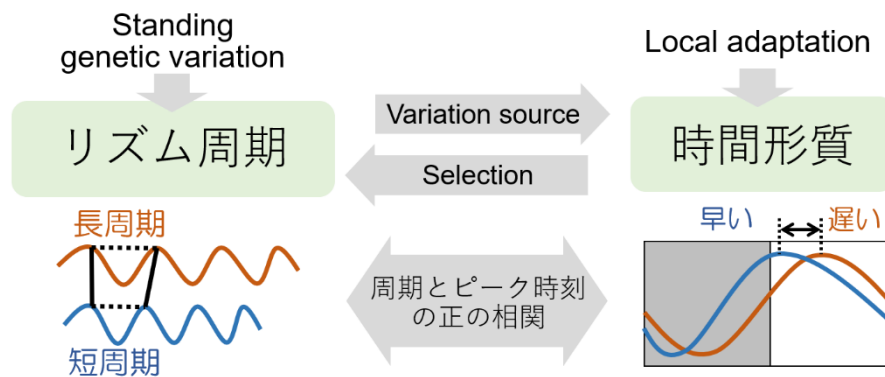 Standing
genetic variation
Local adaptation
リズム周期
Variation source
Selection
時間形質
長周期
短周期
周期とピーク時刻
の正の相関
早い
遅い